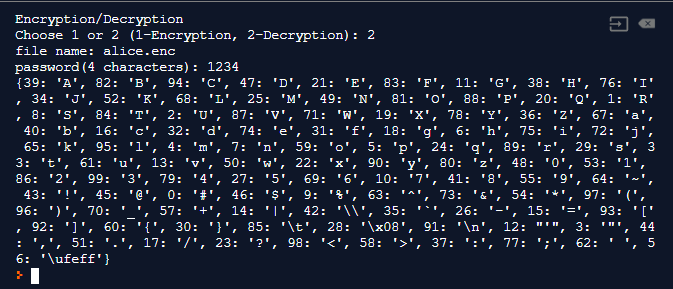 Encryption/Decryption
Choose 1 or 2 (1-Encryption, 2-Decryption): 2
file name: alice.enc
password(4 characters): 1234
{39: 'A', 82: 'B', 94: 'C', 47: 'D', 21: 'E', 83: 'F', 11: 'G', 38: 'H', 76: 'I'
, 34: 'J', 52: 'K', 68: 'L', 25: 'M', 49: 'N', 81: 'O', 88: 'P', 20: 'Q', 1: 'R'
, 8: 'S', 84: 'T', 2: 'U', 87: 'V', 71: 'W', 19: 'X', 78: 'Y', 36: 'Z', 67: 'a',
 40: 'b', 16: 'c', 32: 'd', 74: 'e', 31: 'f', 18: 'g', 6: 'h', 75: 'i', 72: 'j',
 65: 'k', 95: 'l', 4: 'm', 7: 'n', 59: 'o', 5: 'p', 24: 'q', 89: 'r', 29: 's', 3
3: 't', 61: 'u', 13: 'v', 50: 'w', 22: 'x', 90: 'y', 80: 'z', 48: '0', 53: '1',
86: '2', 99: '3', 79: '4', 27: '5', 69: '6', 10: '7', 41: '8', 55: '9', 64: '~',
 43: '!', 45: '@', 0: '#', 46: '$', 9: '%', 63: '^', 73: '&', 54: '*', 97: '(',
96: ')', 70: '_', 57: '+', 14: '|', 42: '\\', 35: '`', 26: '-', 15: '=', 93: '['
, 92: ']', 60: '{', 30: '}', 85: '\t', 28: '\x08', 91: '\n', 12: "'", 3: '"', 44
: ',', 51: '.', 17: '/', 23: '?', 98: '<', 58: '>', 37: ':', 77: ';', 62: ' ', 5
6: '\ufeff'}